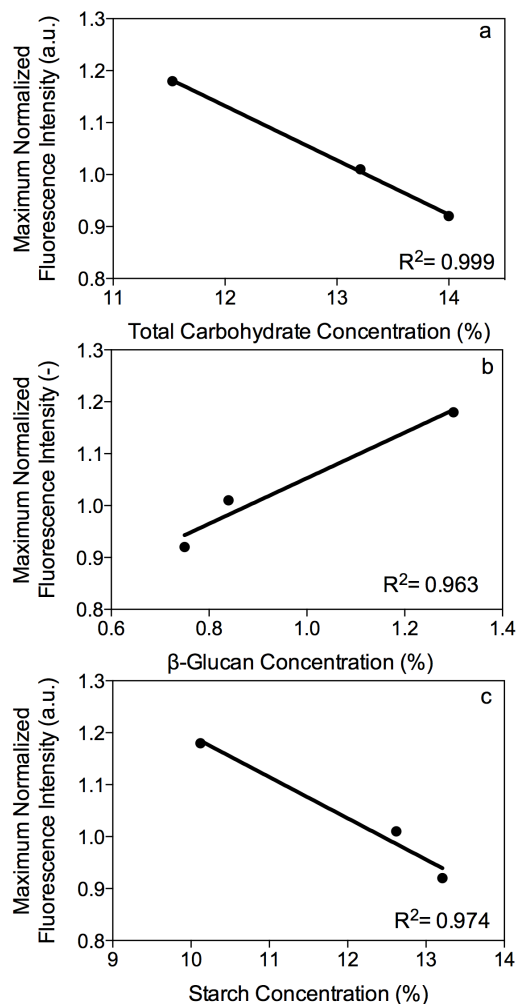 a
Maximum Normalized
Fluorescence Intensity (a.u.)
1.3
1.2
1.1
1.0
0.9
0.8
R²= 0.999
11 12 13 14
Total Carbohydrate Concentration (%)
b
Maximum Normalized
Fluorescence Intensity (-)
1.3
1.2
1.1
1.0
0.9
0.8
R²= 0.963
0.6 0.8 1.0 1.2 1.4
β-Glucan Concentration (%)
c
Maximum Normalized
Fluorescence Intensity (a.u.)
1.3
1.2
1.1
1.0
0.9
0.8
R²= 0.974
9 10 11 12 13 14
Starch Concentration (%)